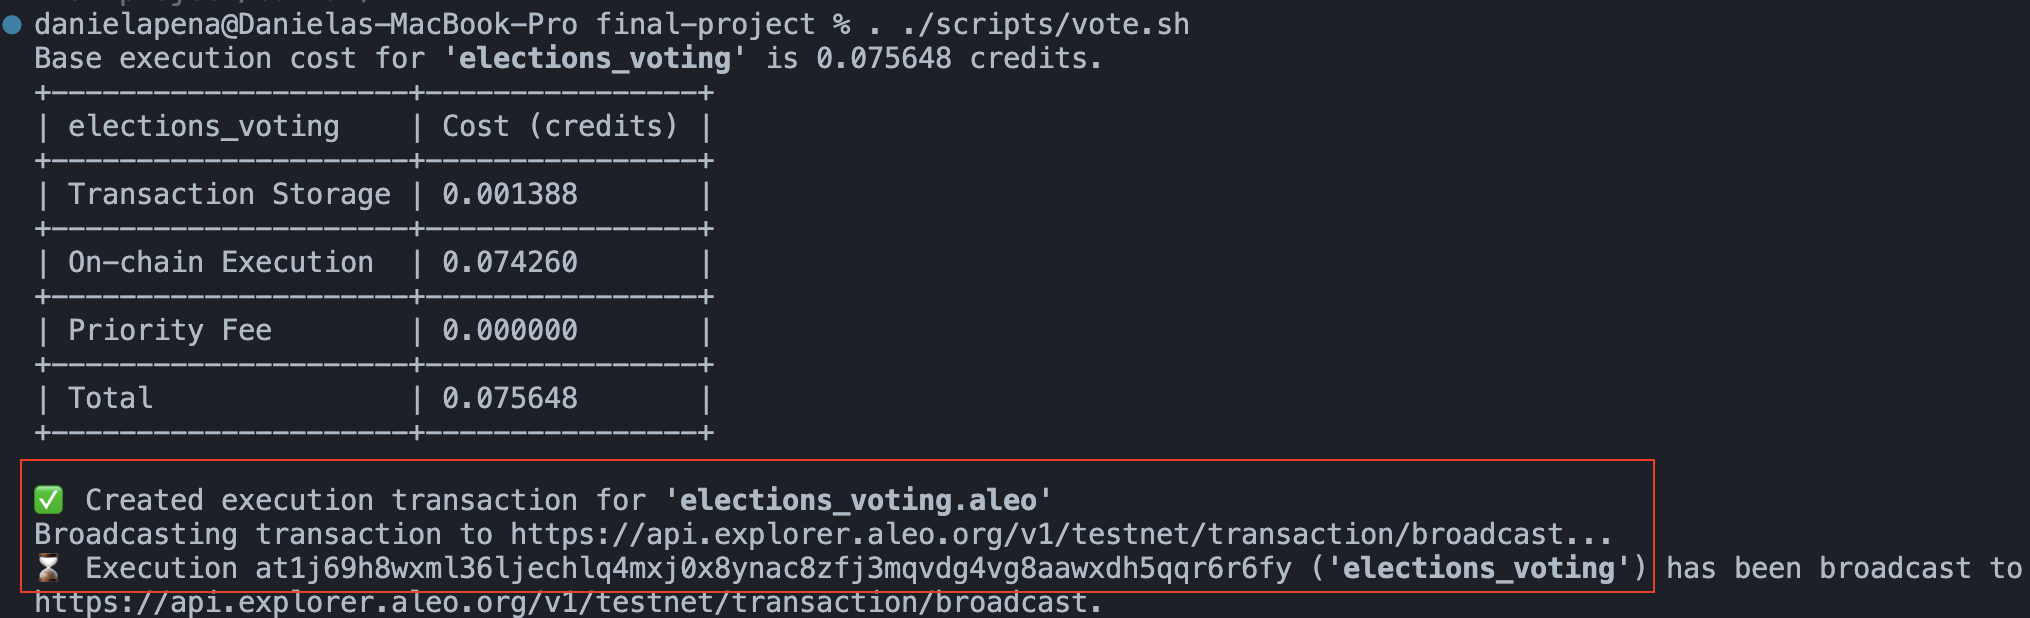 danielapena@Danielas-MacBook-Pro final-project % . ./scripts/vote.sh
Base execution cost for 'elections_voting' is 0.075648 credits.
+---------------------+----------------+
| elections_voting    | Cost (credits) |
+---------------------+----------------+
| Transaction Storage | 0.001388       |
+---------------------+----------------+
| On-chain Execution  | 0.074260       |
+---------------------+----------------+
| Priority Fee        | 0.000000       |
+---------------------+----------------+
| Total               | 0.075648       |
+---------------------+----------------+
✅ Created execution transaction for 'elections_voting.aleo'
Broadcasting transaction to https://api.explorer.aleo.org/v1/testnet/transaction/broadcast...
⌛ Execution at1j69h8wxml36ljechlq4mxj0x8ynac8zfj3mqvdg4vg8aawxdh5qqr6r6fy ('elections_voting') has been broadcast to
https://api.explorer.aleo.org/v1/testnet/transaction/broadcast.